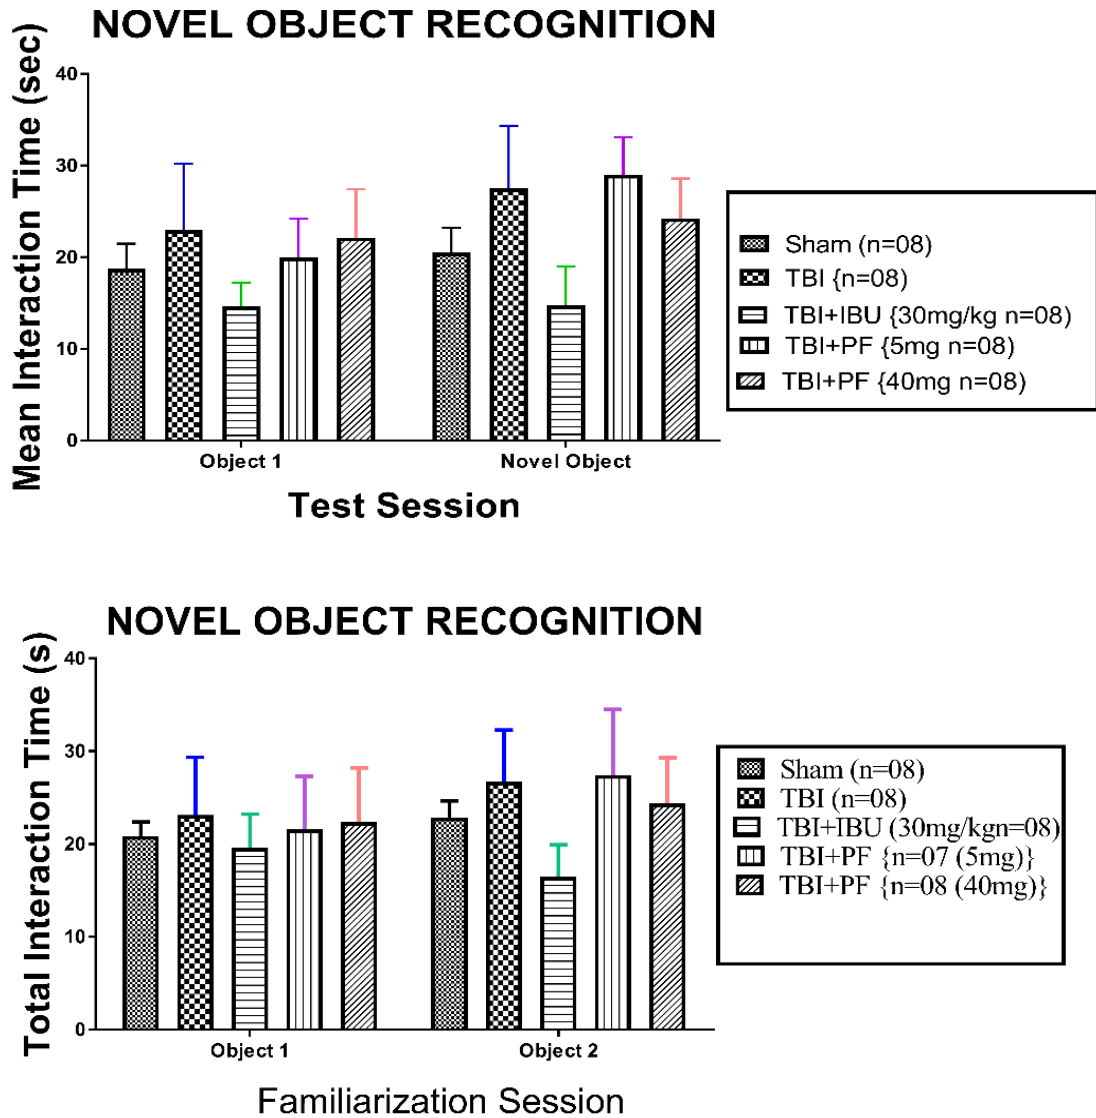 NOVEL OBJECT RECOGNITION
Mean Interaction Time (sec)
40
30
20
10
0
Object 1
Novel Object
Test Session
Sham (n=08)
TBI {n=08)
TBI+IBU {30mg/kg n=08)
TBI+PF {5mg n=08)
TBI+PF {40mg n=08)
NOVEL OBJECT RECOGNITION
Total Interaction Time (s)
40
30
20
10
0
Object 1
Object 2
Familiarization Session
Sham (n=08)
TBI (n=08)
TBI+IBU (30mg/kgn=08)
TBI+PF {n=07 (5mg)}
TBI+PF {n=08 (40mg)}